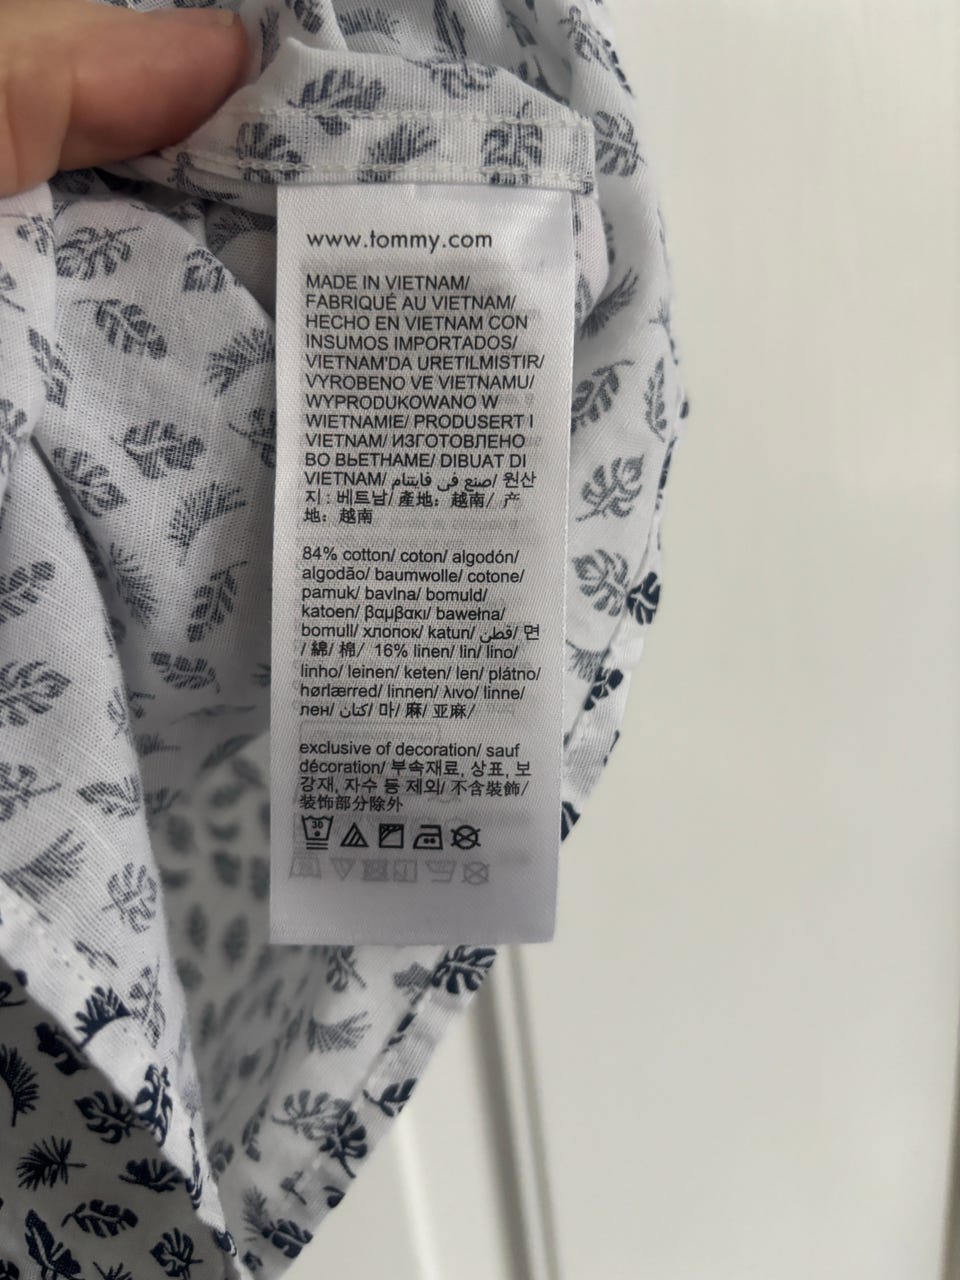 www.tommy.com
MADE IN VIETNAM/
FABRIQUÉ AU VIETNAM/
HECHO EN VIETNAM CON
INSUMOS IMPORTADOS/
VIETNAM'DA URETILMISTIR/
VYROBENO VE VIETNAMU/
WYPRODUKOWANO W
WIETNAMIE/ PRODUSERT I
VIETNAM/ ИЗГОТОВЛЕНО
ВО ВЬЕТНАМЕ/ DIBUAT DI
VIETNAM/ صنع في فايتنام/ 원산
지: 베트남/ 產地: 越南/ 产
地: 越南
84% cotton/ coton/ algodón/
algodão/ baumwolle/ cotone/
pamuk/ bavlna/ bomuld/
katoen/ βαμβακι/ bawełna/
bomull/ хлопок/ katun/ قطن/ 면
/ 綿/ 棉/ 16% linen/ lin/ lino/
linho/ leinen/ keten/ len/ plátno/
hørlærred/ linnen/ λινο/ linne/
лен/ كتان/ 마/ 麻/ 亚麻/
exclusive of decoration/ sauf
décoration/ 부속재료, 상표, 보
강재, 자수 등 제외/ 不含裝飾/
装饰部分除外
30